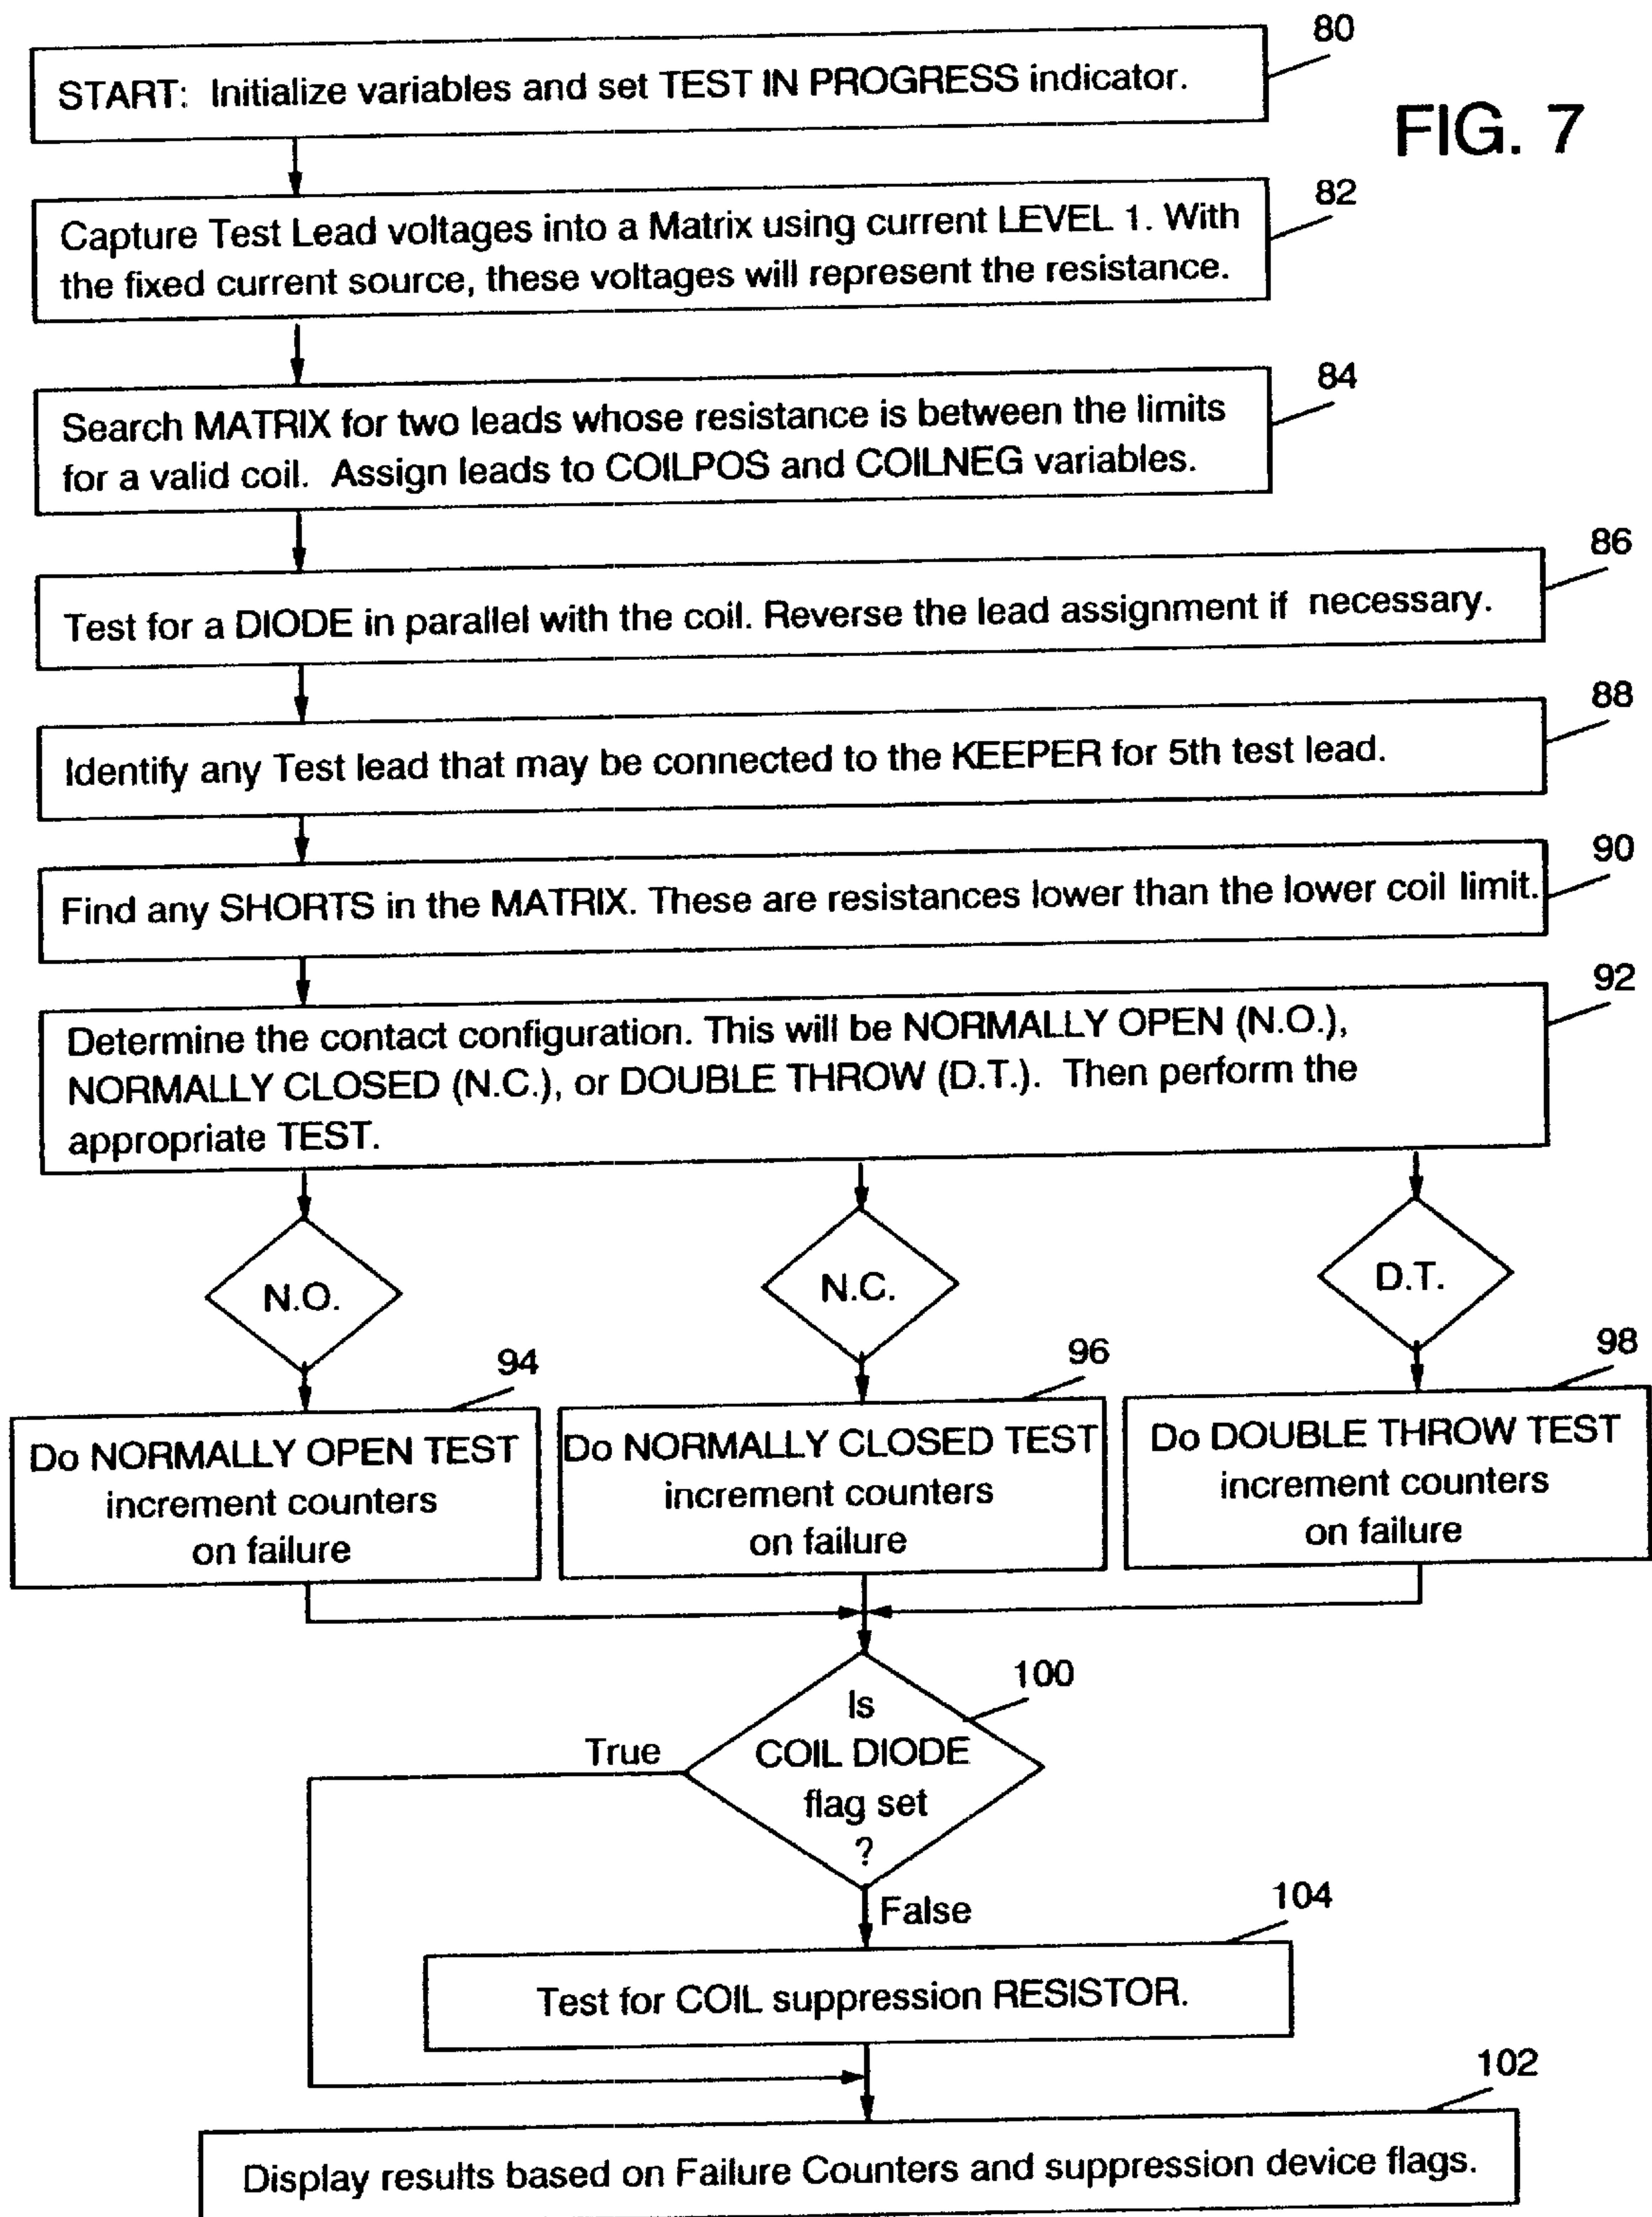 80
START: Initialize variables and set TEST IN PROGRESS indicator.
FIG. 7
82
Capture Test Lead voltages into a Matrix using current LEVEL 1. With
the fixed current source, these voltages will represent the resistance.
84
Search MATRIX for two leads whose resistance is between the limits
for a valid coil. Assign leads to COILPOS and COILNEG variables.
86
Test for a DIODE in parallel with the coil. Reverse the lead assignment if necessary.
88
Identify any Test lead that may be connected to the KEEPER for 5th test lead.
90
Find any SHORTS in the MATRIX. These are resistances lower than the lower coil limit.
92
Determine the contact configuration. This will be NORMALLY OPEN (N.O.),
NORMALLY CLOSED (N.C.), or DOUBLE THROW (D.T.). Then perform the
appropriate TEST.
N.O.
N.C.
D.T.
94
Do NORMALLY OPEN TEST
increment counters
on failure
96
Do NORMALLY CLOSED TEST
increment counters
on failure
98
Do DOUBLE THROW TEST
increment counters
on failure
100
Is
COIL DIODE
flag set
?
True
False
104
Test for COIL suppression RESISTOR.
102
Display results based on Failure Counters and suppression device flags.